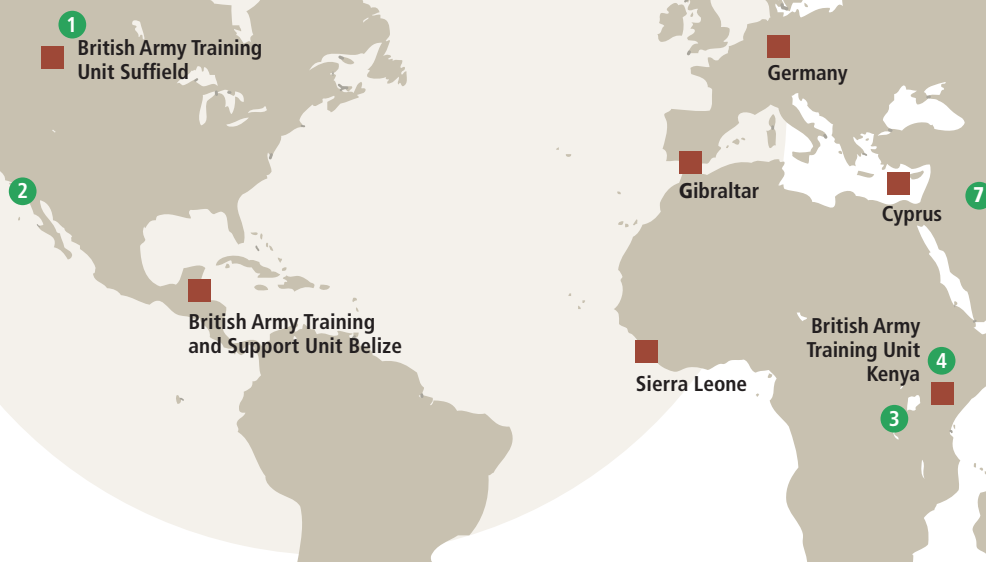 1
British Army Training
Unit Suffield
Germany
2
Gibraltar
7
Cyprus
British Army Training
and Support Unit Belize
British Army
Training Unit
Kenya
4
Sierra Leone
3